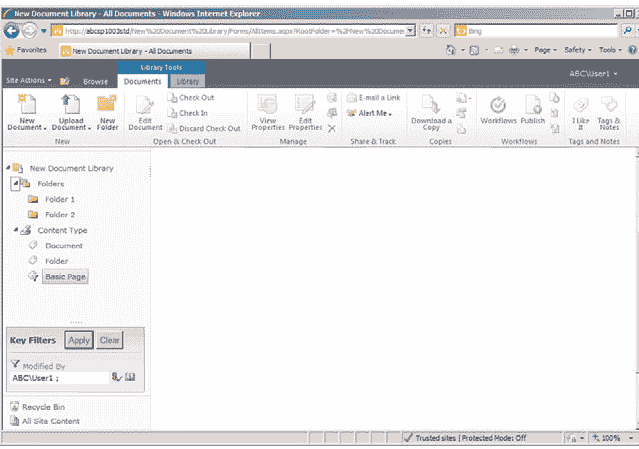 New Document Library - All Documents - Windows Internet Explorer
http://abcsp1003std/New%20Document%20Library/Forms/AllItems.aspx?RootFolder=%2FNew%20Docume
Bing
Favorites New Document Library - All Documents Page Safety Tools
Library Tools
Site Actions Browse Documents Library ABC\User1
New Document Upload Document New Folder Edit Document Check Out Check In Discard Check Out View Properties Edit Properties E-mail a Link Alert Me Download a Copy Workflows Publish I Like It Tags & Notes
New Open & Check Out Manage Share & Track Copies Workflows Tags and Notes
New Document Library
Folders
Folder 1
Folder 2
Content Type
Document
Folder
Basic Page
Key Filters Apply Clear
Modified By
ABC\User1 ;
Recycle Bin
All Site Content
Trusted sites | Protected Mode: Off 100%